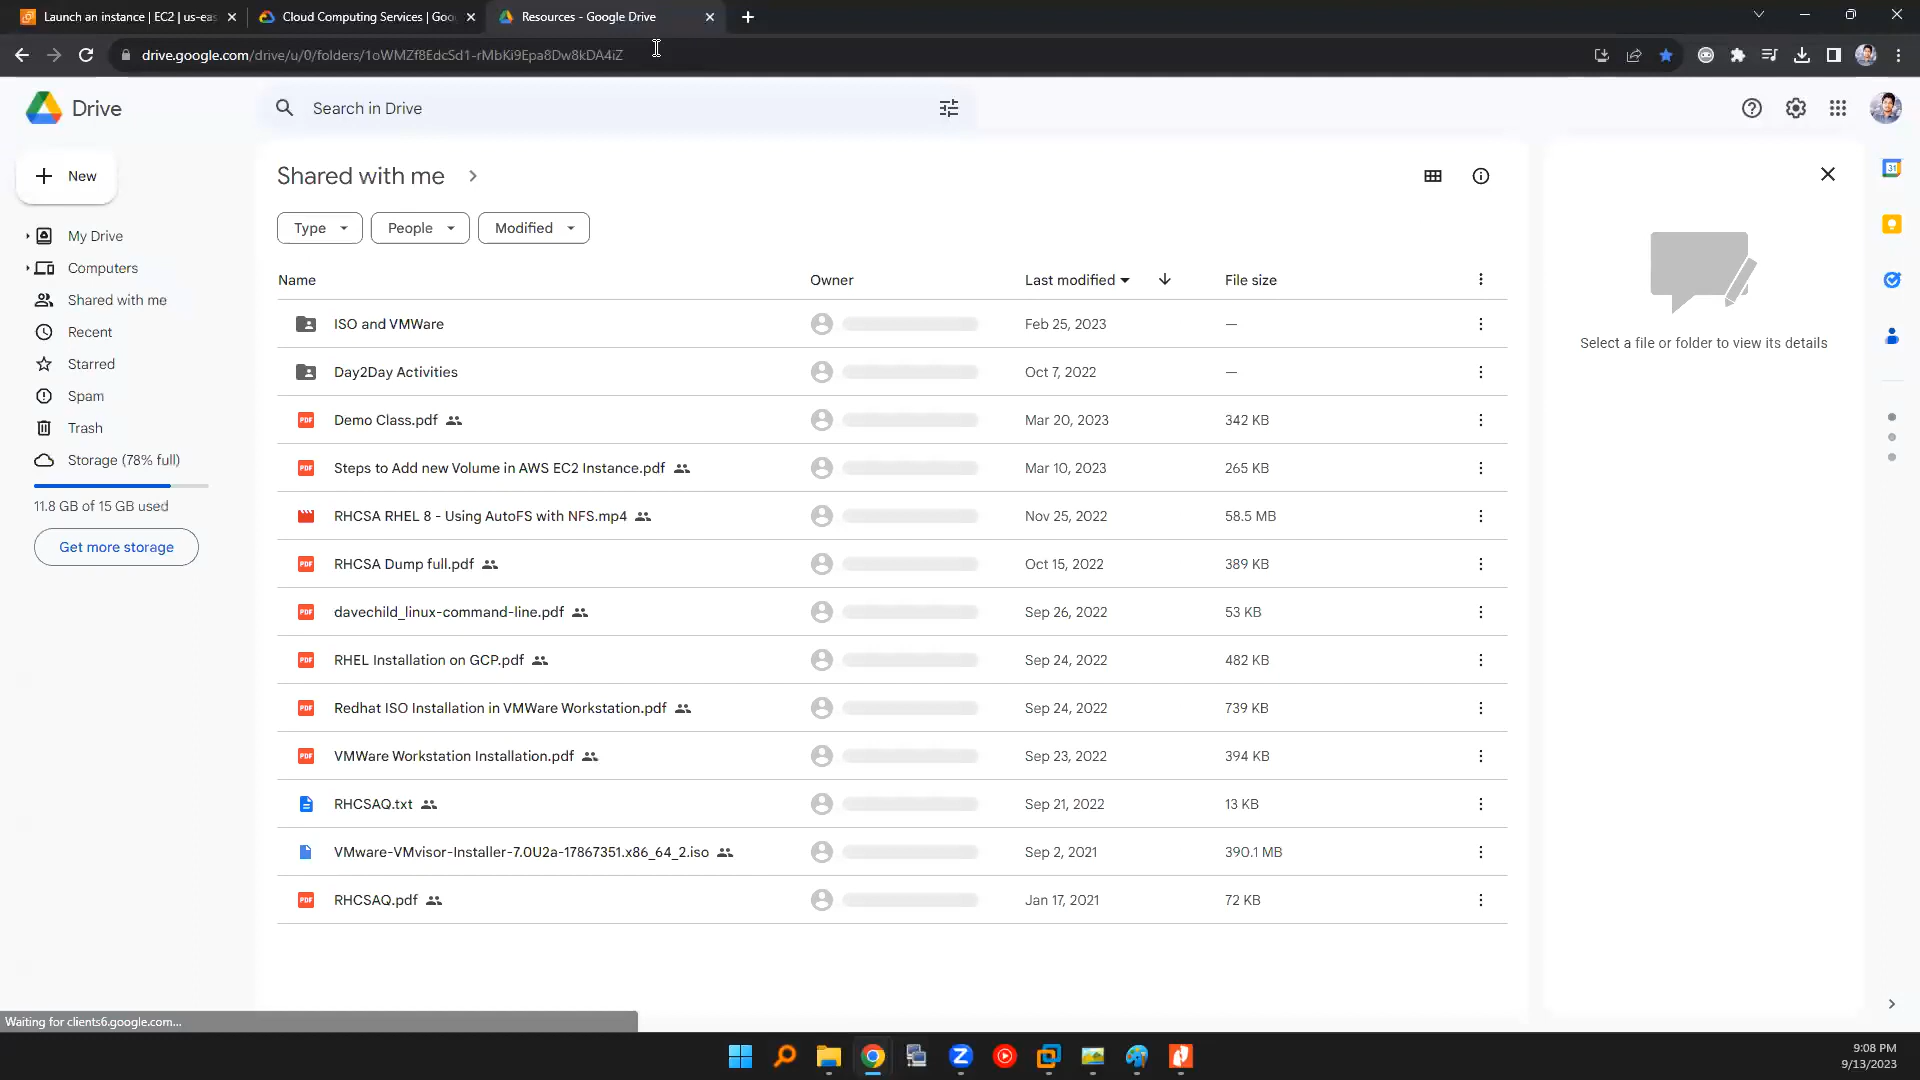 Launch an instance | EC2 | us-eas
Cloud Computing Services | Goo
Resources - Google Drive
drive.google.com/drive/u/0/folders/1oWMZf8EdcSd1-rMbKi9Epa8Dw8kDA4iZ
Drive
Search in Drive
New
My Drive
Computers
Shared with me
Recent
Starred
Spam
Trash
Storage (78% full)
11.8 GB of 15 GB used
Get more storage
Shared with me
Type People Modified
Name Owner Last modified File size
ISO and VMWare Feb 25, 2023 —
Day2Day Activities Oct 7, 2022 —
PDF Demo Class.pdf Mar 20, 2023 342 KB
PDF Steps to Add new Volume in AWS EC2 Instance.pdf Mar 10, 2023 265 KB
RHCSA RHEL 8 - Using AutoFS with NFS.mp4 Nov 25, 2022 58.5 MB
PDF RHCSA Dump full.pdf Oct 15, 2022 389 KB
PDF davechild_linux-command-line.pdf Sep 26, 2022 53 KB
PDF RHEL Installation on GCP.pdf Sep 24, 2022 482 KB
PDF Redhat ISO Installation in VMWare Workstation.pdf Sep 24, 2022 739 KB
PDF VMWare Workstation Installation.pdf Sep 23, 2022 394 KB
RHCSAQ.txt Sep 21, 2022 13 KB
VMware-VMvisor-Installer-7.0U2a-17867351.x86_64_2.iso Sep 2, 2021 390.1 MB
PDF RHCSAQ.pdf Jan 17, 2021 72 KB
Select a file or folder to view its details
31
Waiting for clients6.google.com...
9:08 PM
9/13/2023